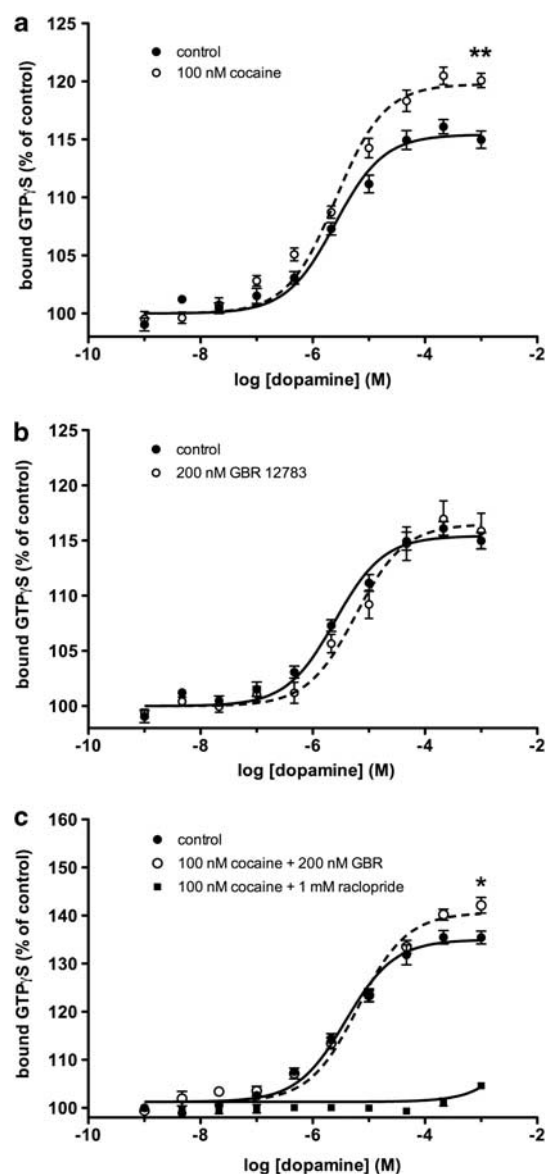 a
125
120
115
110
105
100
bound GTPγS (% of control)
control
100 nM cocaine
**
-10
-8
-6
-4
-2
log [dopamine] (M)
b
125
120
115
110
105
100
bound GTPγS (% of control)
control
200 nM GBR 12783
-10
-8
-6
-4
-2
log [dopamine] (M)
c
160
150
140
130
120
110
100
bound GTPγS (% of control)
control
100 nM cocaine + 200 nM GBR
100 nM cocaine + 1 mM raclopride
*
-10
-8
-6
-4
-2
log [dopamine] (M)